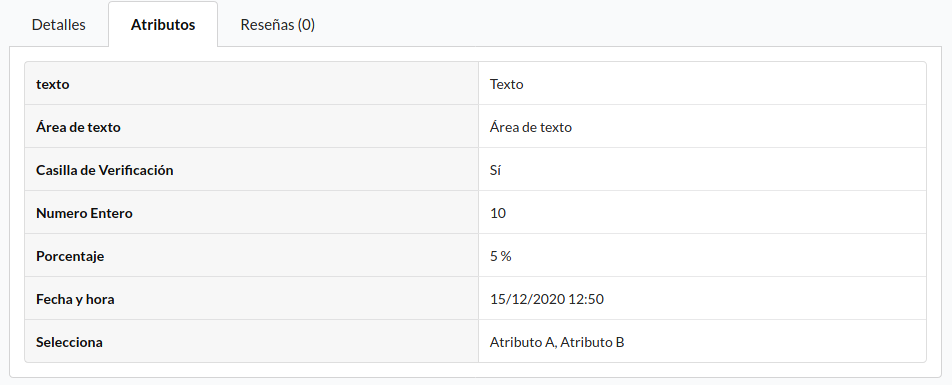 Detalles Atributos Reseñas (0)
texto Texto
Área de texto Área de texto
Casilla de Verificación Sí
Numero Entero 10
Porcentaje 5 %
Fecha y hora 15/12/2020 12:50
Selecciona Atributo A, Atributo B